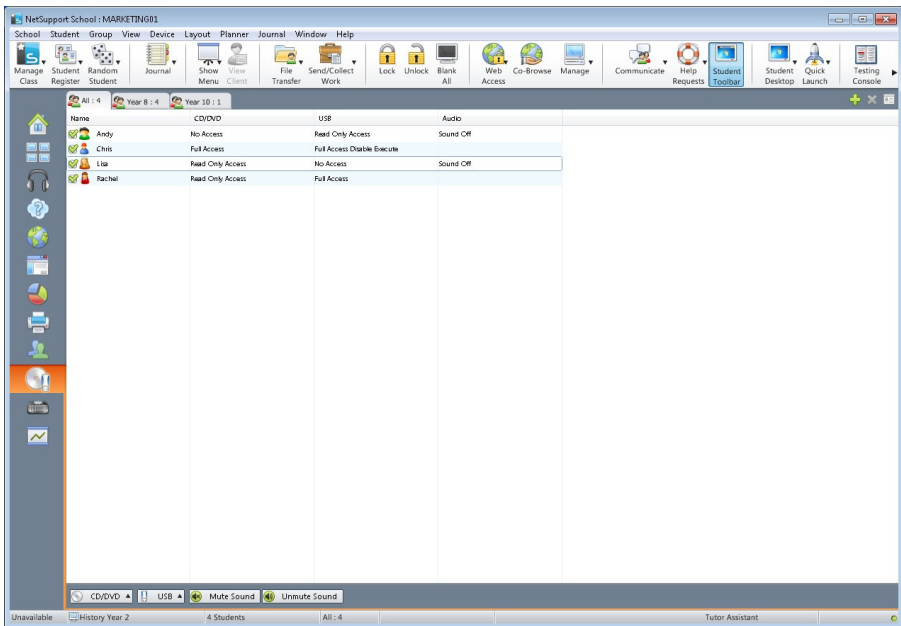 NetSupport School : MARKETING01
School Student Group View Device Layout Planner Journal Window Help
Manage Class Student Register Random Student Journal Show Menu View Client File Transfer Send/Collect Work Lock Unlock Blank All Web Access Co-Browse Manage Communicate Help Requests Student Toolbar Student Desktop Quick Launch Testing Console
All : 4 Year 8 : 4 Year 10 : 1
Name CD/DVD USB Audio
Andy No Access Read Only Access Sound Off
Chris Full Access Full Access Disable Execute
Lisa Read Only Access No Access Sound Off
Rachel Read Only Access Full Access
CD/DVD USB Mute Sound Unmute Sound
Unavailable History Year 2 4 Students All : 4 Tutor Assistant